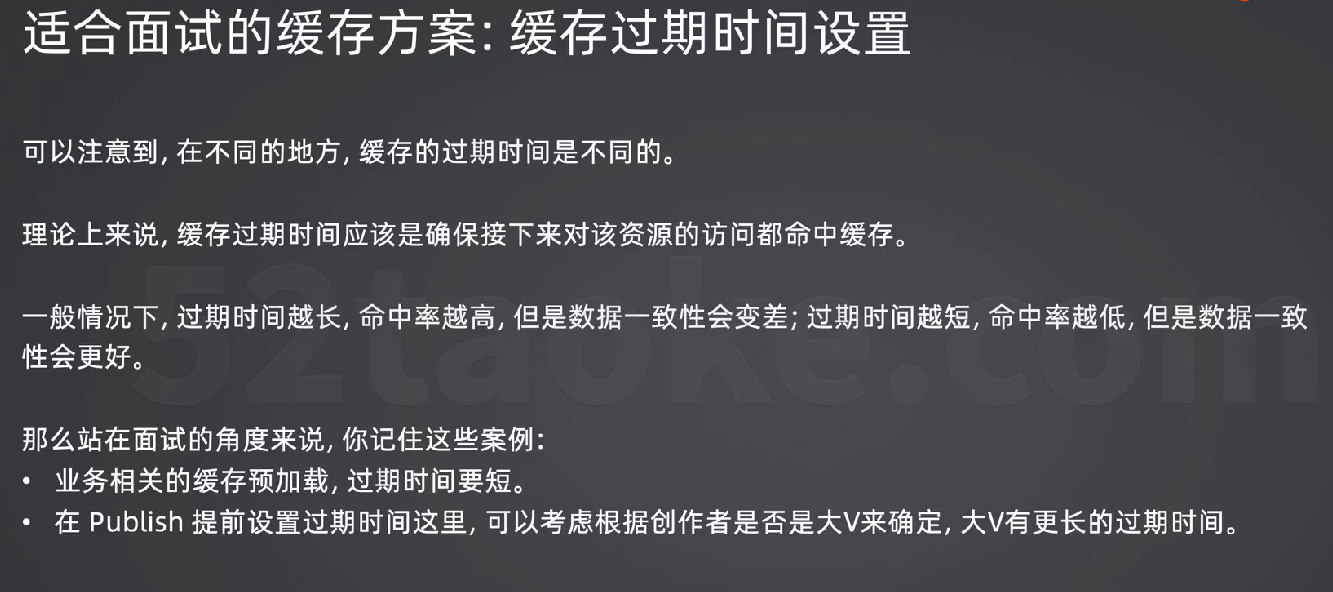 适合面试的缓存方案: 缓存过期时间设置
可以注意到, 在不同的地方, 缓存的过期时间是不同的。
理论上来说, 缓存过期时间应该是确保接下来对该资源的访问都命中缓存。
一般情况下, 过期时间越长, 命中率越高, 但是数据一致性会变差; 过期时间越短, 命中率越低, 但是数据一致
性会更好。
那么站在面试的角度来说, 你记住这些案例:
• 业务相关的缓存预加载, 过期时间要短。
• 在 Publish 提前设置过期时间这里, 可以考虑根据创作者是否是大V来确定, 大V有更长的过期时间。
52taoke.com